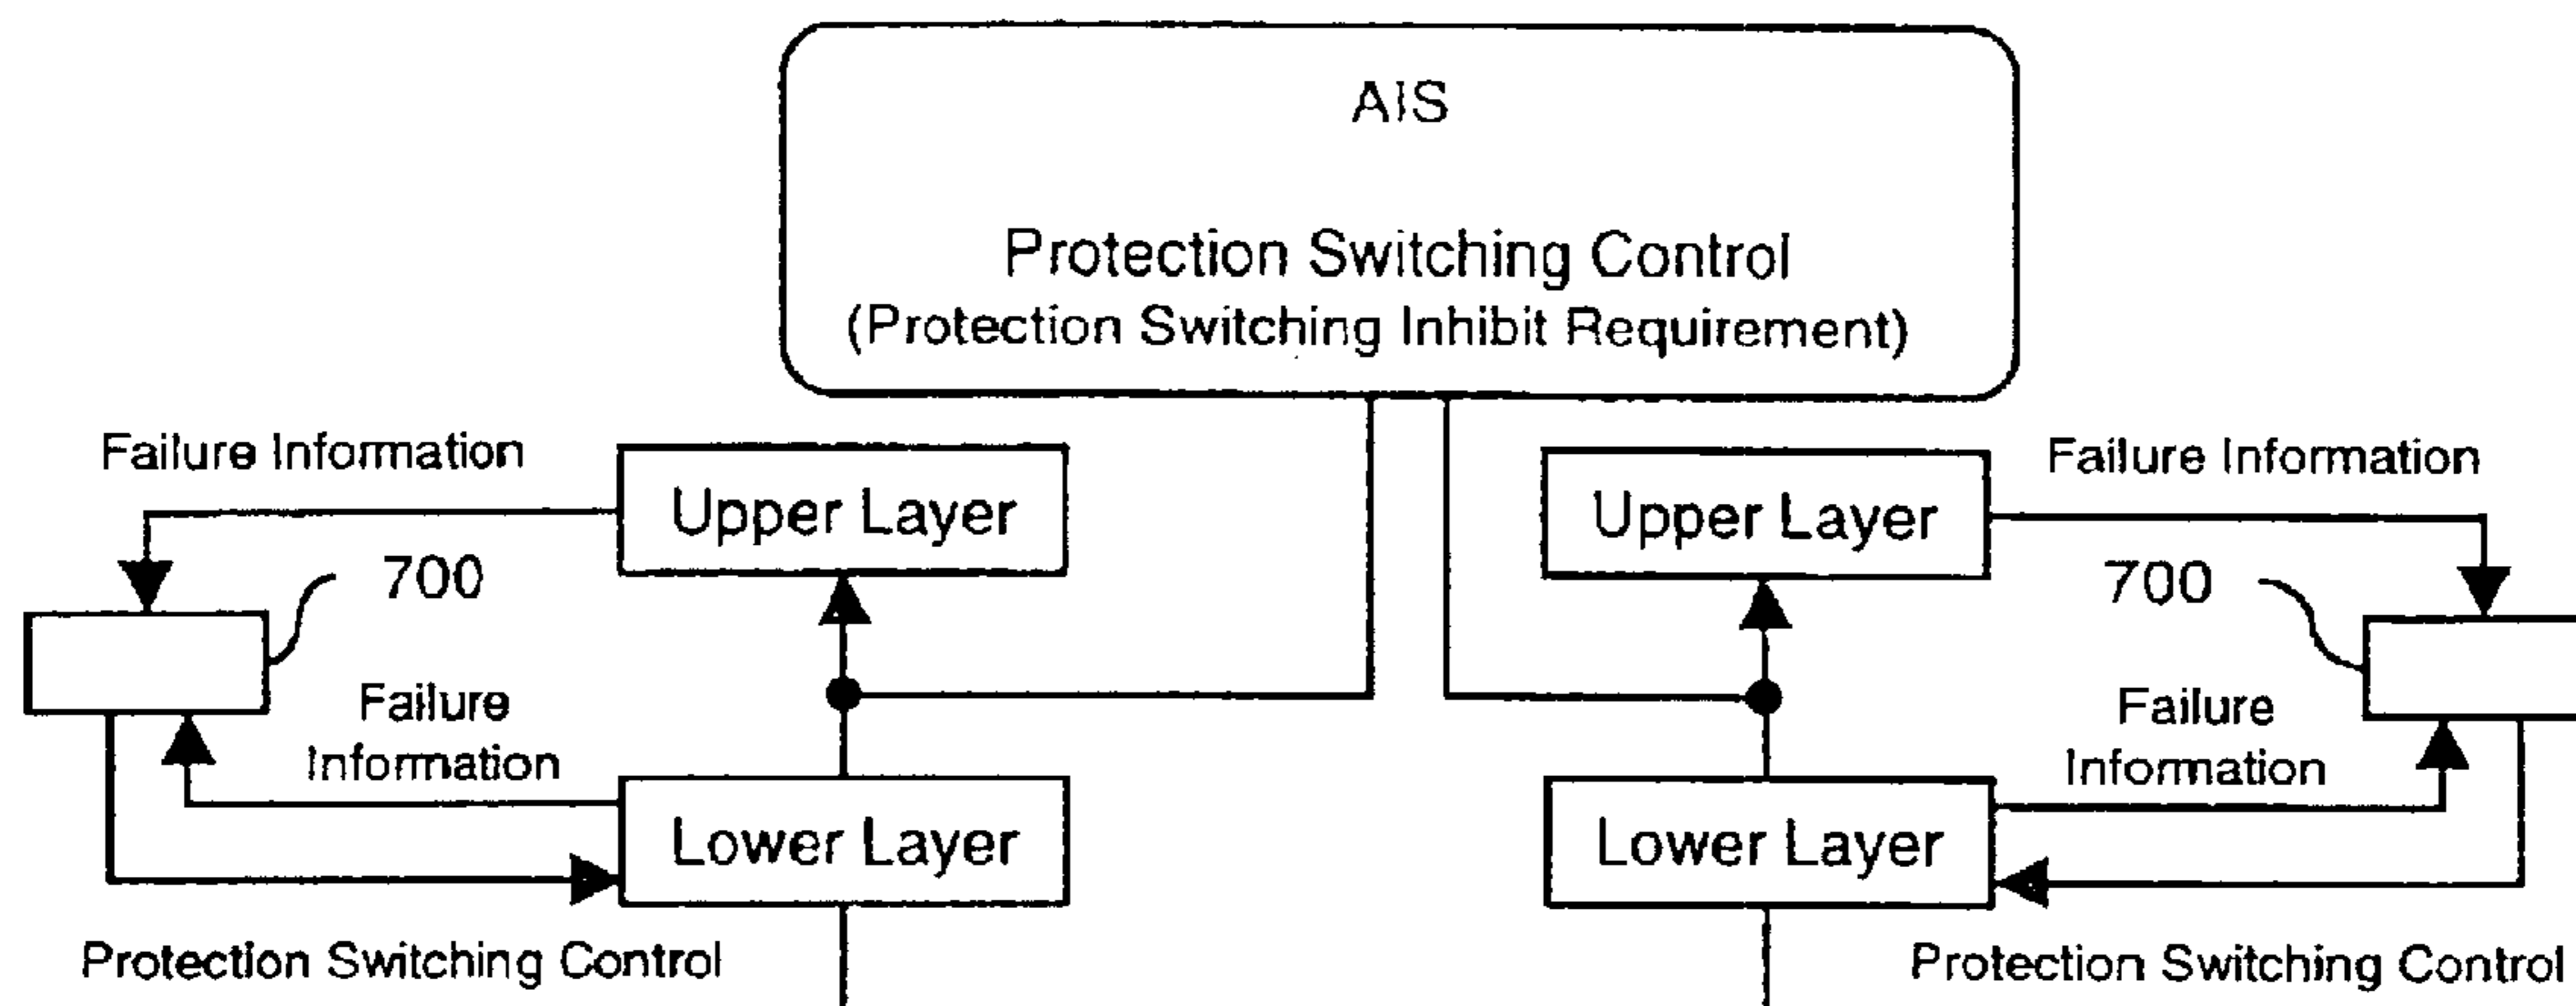 AIS
Protection Switching Control
(Protection Switching Inhibit Requirement)
Failure Information
Upper Layer
Upper Layer
Failure Information
700
700
Failure
Information
Failure
Information
Lower Layer
Lower Layer
Protection Switching Control
Protection Switching Control